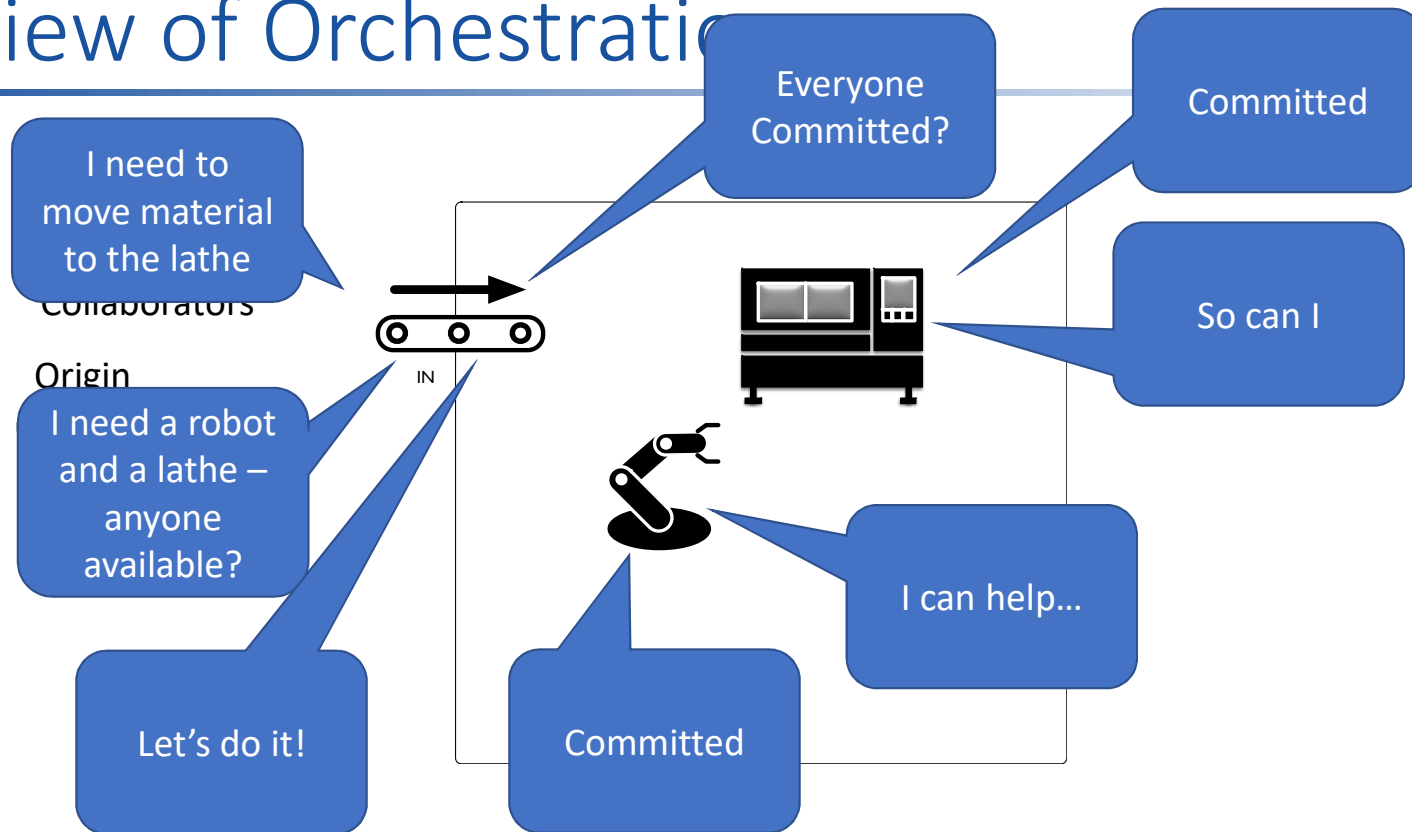 iew of Orchestratio
Everyone
Committed?
Committed
I need to
move material
to the lathe
Collaborators
So can I
Origin
IN
I need a robot
and a lathe –
anyone
available?
I can help…
Let’s do it!
Committed